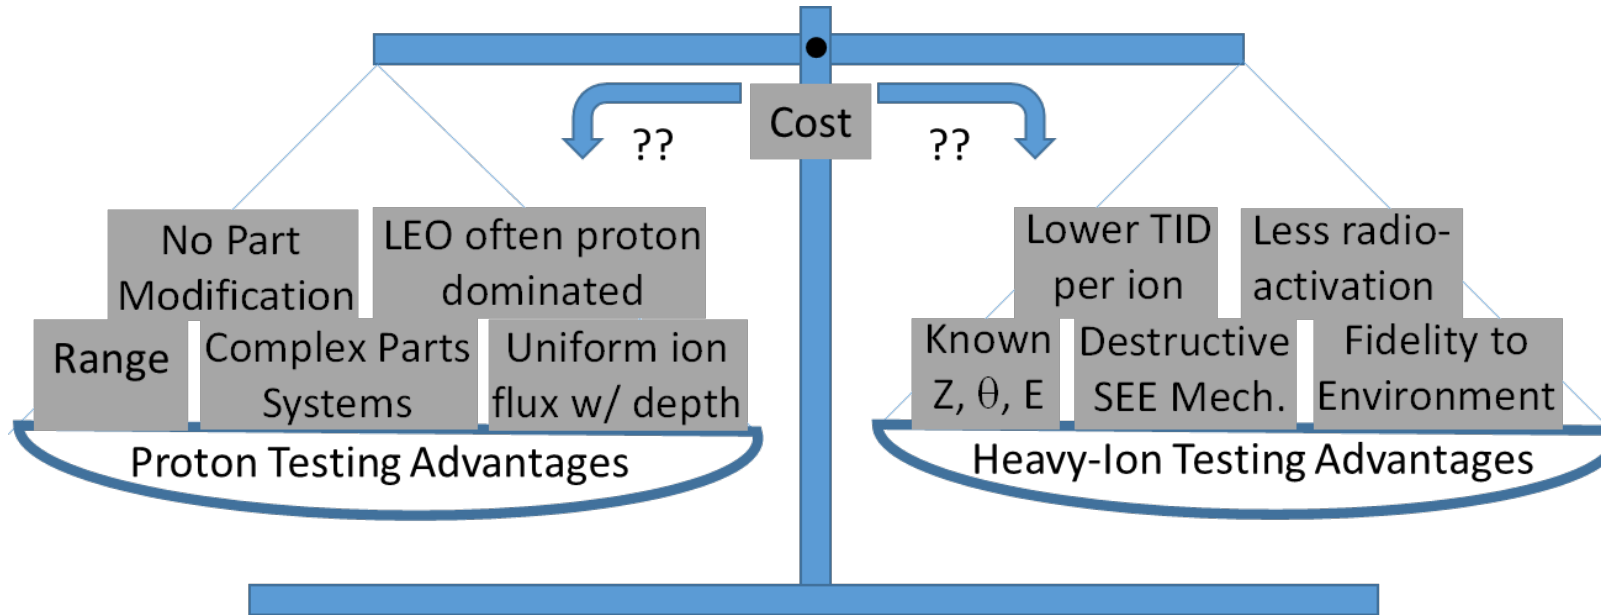 Cost
??
??
No Part
Modification
LEO often proton
dominated
Range
Complex Parts
Systems
Uniform ion
flux w/ depth
Proton Testing Advantages
Lower TID
per ion
Less radio-
activation
Known
Z, θ, E
Destructive
SEE Mech.
Fidelity to
Environment
Heavy-Ion Testing Advantages